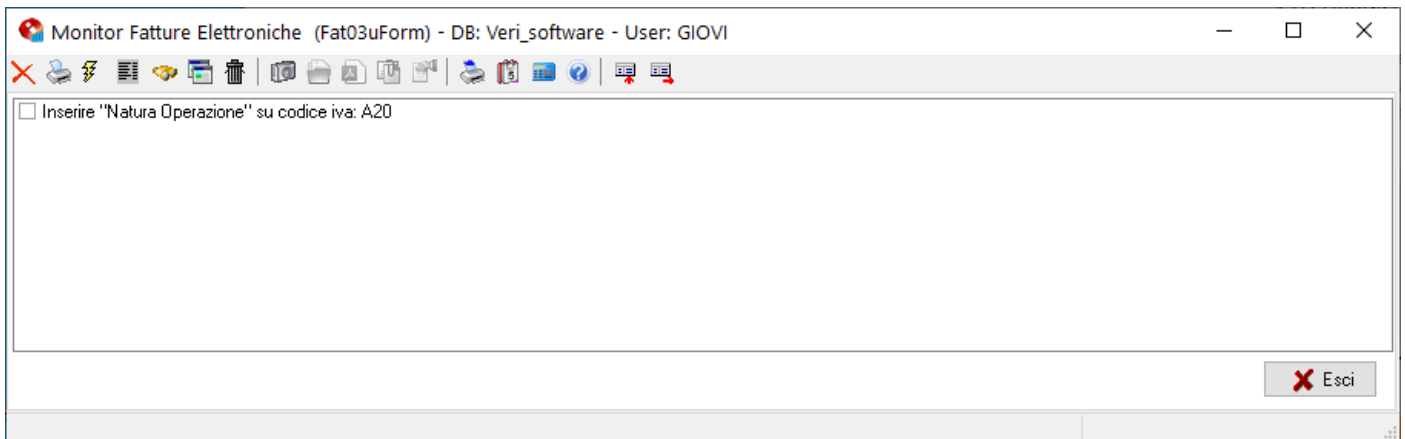 Monitor Fatture Elettroniche (Fat03uForm) - DB: Veri_software - User: GIOVI
Inserire "Natura Operazione" su codice iva: A20
Esci